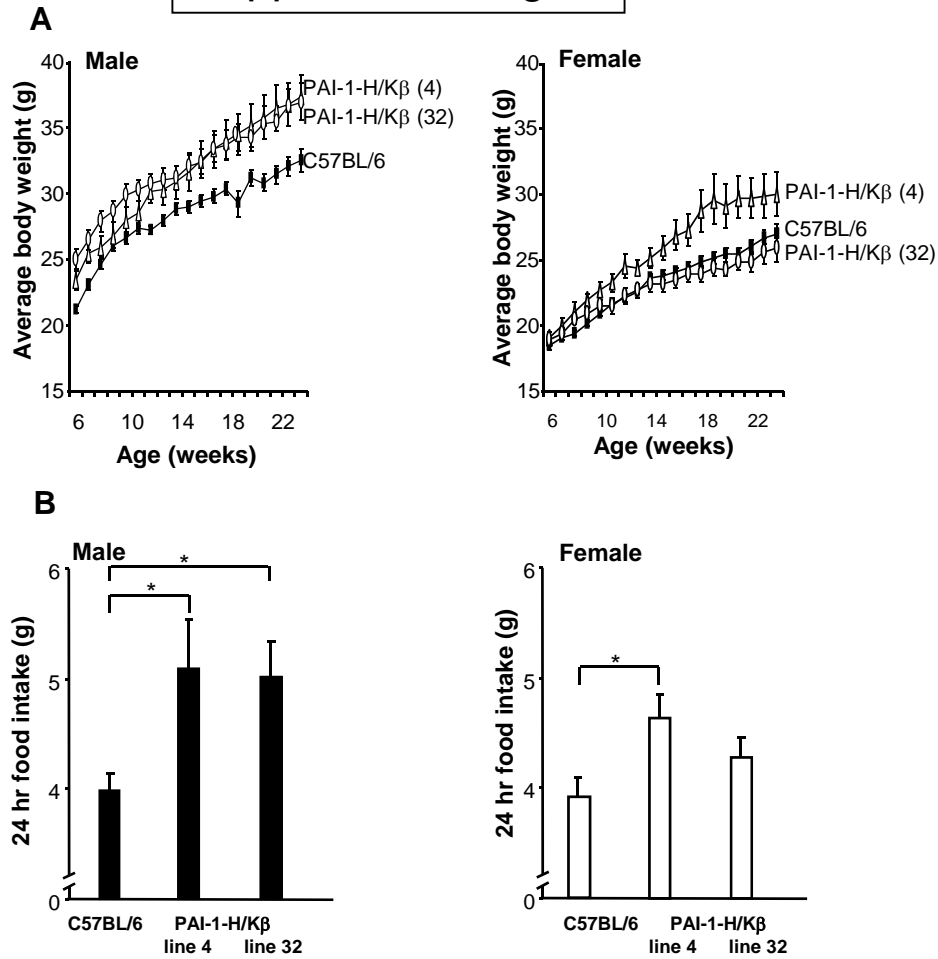 A
Male
Average body weight (g)
40
35
30
25
20
15
PAI-1-H/Kβ (4)
PAI-1-H/Kβ (32)
C57BL/6
6 10 14 18 22
Age (weeks)
Female
Average body weight (g)
40
35
30
25
20
15
PAI-1-H/Kβ (4)
C57BL/6
PAI-1-H/Kβ (32)
6 10 14 18 22
Age (weeks)
B
Male
24 hr food intake (g)
6
5
4
0
*
*
C57BL/6 PAI-1-H/Kβ
line 4 line 32
Female
24 hr food intake (g)
6
5
4
0
*
C57BL/6 PAI-1-H/Kβ
line 4 line 32